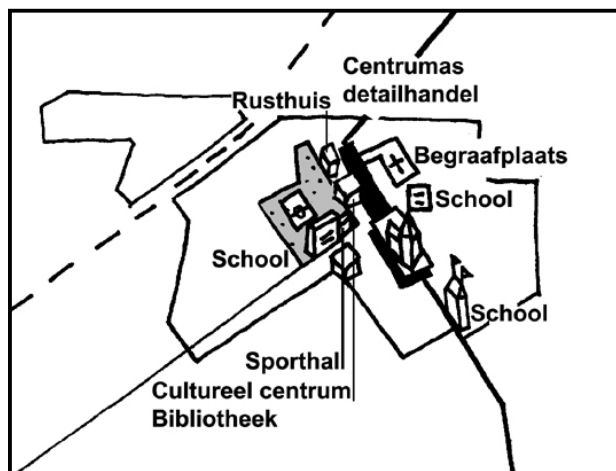 Centrumas
detailhandel
Rusthuis
Begraafplaats
School
School
School
Sporthal
Cultureel centrum
Bibliotheek